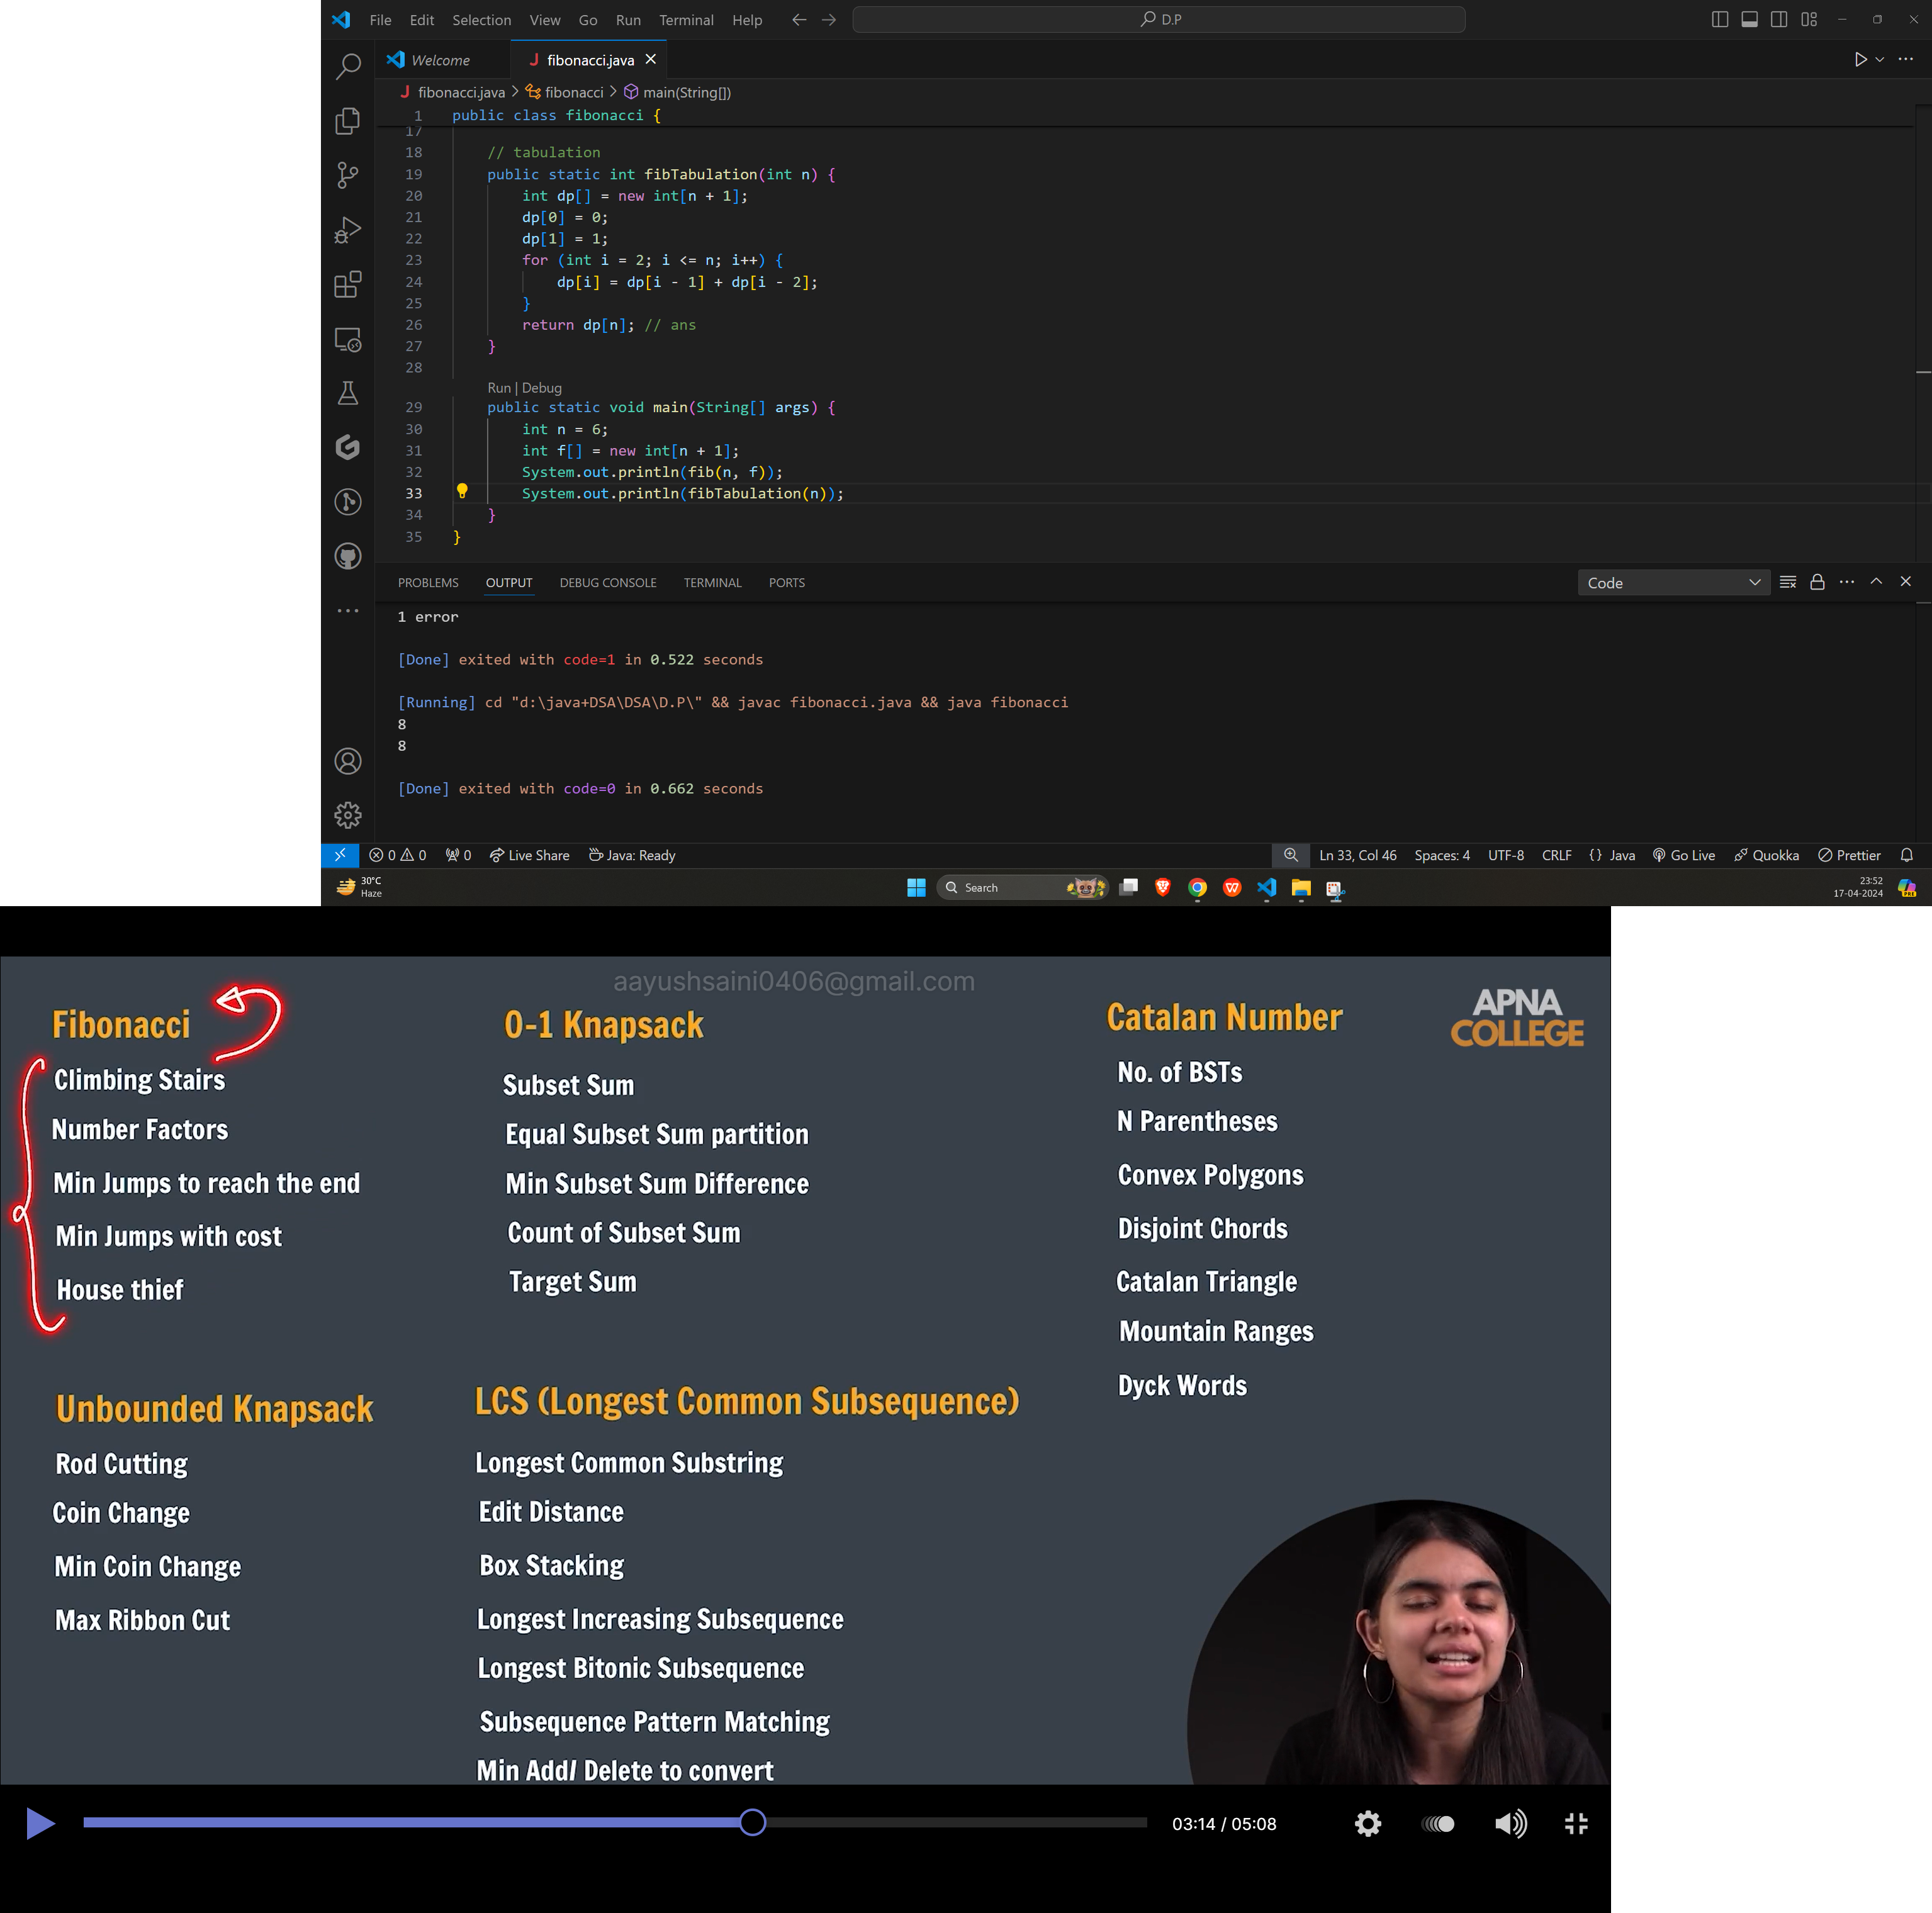 File Edit Selection View Go Run Terminal Help D.P
Welcome fibonacci.java
fibonacci.java > fibonacci > main(String[])
1 public class fibonacci {
17
18 // tabulation
19 public static int fibTabulation(int n) {
20 int dp[] = new int[n + 1];
21 dp[0] = 0;
22 dp[1] = 1;
23 for (int i = 2; i <= n; i++) {
24 dp[i] = dp[i - 1] + dp[i - 2];
25 }
26 return dp[n]; // ans
27 }
28
Run | Debug
29 public static void main(String[] args) {
30 int n = 6;
31 int f[] = new int[n + 1];
32 System.out.println(fib(n, f));
33 System.out.println(fibTabulation(n));
34 }
35 }
PROBLEMS OUTPUT DEBUG CONSOLE TERMINAL PORTS Code
1 error
[Done] exited with code=1 in 0.522 seconds
[Running] cd "d:\java+DSA\DSA\D.P\" && javac fibonacci.java && java fibonacci
8
8
[Done] exited with code=0 in 0.662 seconds
0 0 0 Live Share Java: Ready Ln 33, Col 46 Spaces: 4 UTF-8 CRLF {} Java Go Live Quokka Prettier
30°C
Haze
Search
23:52
17-04-2024
aayushsaini0406@gmail.com
APNA
COLLEGE
Fibonacci
Climbing Stairs
Number Factors
Min Jumps to reach the end
Min Jumps with cost
House thief
0-1 Knapsack
Subset Sum
Equal Subset Sum partition
Min Subset Sum Difference
Count of Subset Sum
Target Sum
Catalan Number
No. of BSTs
N Parentheses
Convex Polygons
Disjoint Chords
Catalan Triangle
Mountain Ranges
Dyck Words
Unbounded Knapsack
Rod Cutting
Coin Change
Min Coin Change
Max Ribbon Cut
LCS (Longest Common Subsequence)
Longest Common Substring
Edit Distance
Box Stacking
Longest Increasing Subsequence
Longest Bitonic Subsequence
Subsequence Pattern Matching
Min Add/ Delete to convert
03:14 / 05:08